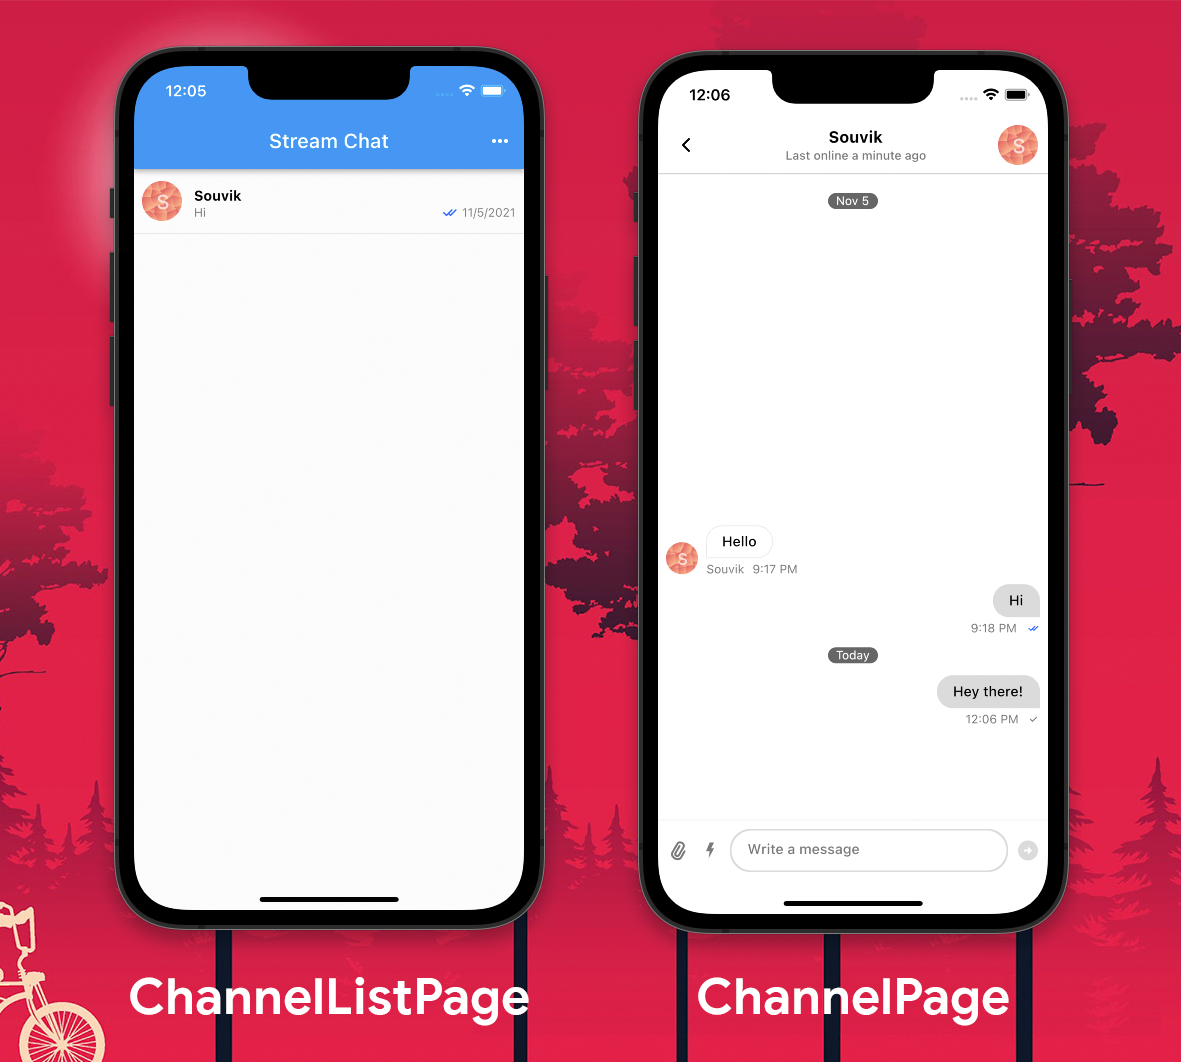 12:05
Stream Chat
S
Souvik
Hi
11/5/2021
12:06
Souvik
Last online a minute ago
S
Nov 5
Hello
S
Souvik 9:17 PM
Hi
9:18 PM
Today
Hey there!
12:06 PM
Write a message
ChannelListPage
ChannelPage